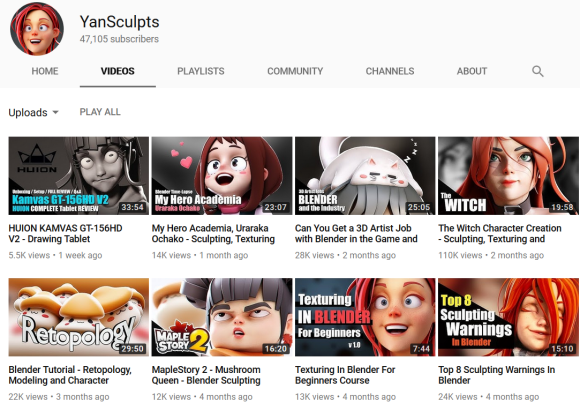 YanSculpts
47,105 subscribers
HOME VIDEOS PLAYLISTS COMMUNITY CHANNELS ABOUT
Uploads PLAY ALL
HUION
Unboxing / Setup / FULL REVIEW / Q&A
Kamvas GT-156HD V2
HUION COMPLETE Tablet REVIEW
33:54
Blender Time-Lapse
My Hero Academia
Uraraka Ochako
23:07
3D Artist Jobs
BLENDER
and the Industry
25:05
The
WITCH
19:58
HUION KAMVAS GT-156HD
V2 - Drawing Tablet
5.5K views • 1 week ago
My Hero Academia, Uraraka
Ochako - Sculpting, Texturing
14K views • 1 month ago
Can You Get a 3D Artist Job
with Blender in the Game and
28K views • 2 months ago
The Witch Character Creation
- Sculpting, Texturing and
110K views • 2 months ago
Retopology
29:50
MAPLE
STORY 2
16:20
Texturing
IN BLENDER
For Beginners
v 1.0
7:44
Top 8
Sculpting
Warnings
In Blender
15:10
Blender Tutorial - Retopology,
Modeling and Character
22K views • 3 months ago
MapleStory 2 - Mushroom
Queen - Blender Sculpting
12K views • 4 months ago
Texturing In Blender For
Beginners Course
13K views • 4 months ago
Top 8 Sculpting Warnings In
Blender
24K views • 4 months ago